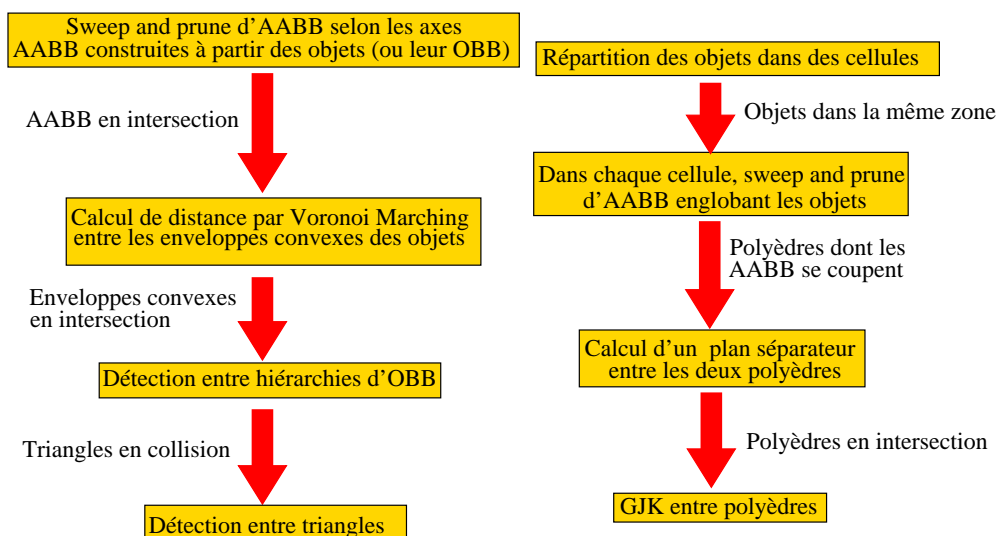 Sweep and prune d'AABB selon les axes
AABB construites à partir des objets (ou leur OBB)
AABB en intersection
Calcul de distance par Voronoi Marching
entre les enveloppes convexes des objets
Enveloppes convexes
en intersection
Détection entre hiérarchies d'OBB
Triangles en collision
Détection entre triangles
Répartition des objets dans des cellules
Objets dans la même zone
Dans chaque cellule, sweep and prune
d'AABB englobant les objets
Polyèdres dont les
AABB se coupent
Calcul d'un plan séparateur
entre les deux polyèdres
Polyèdres en intersection
GJK entre polyèdres